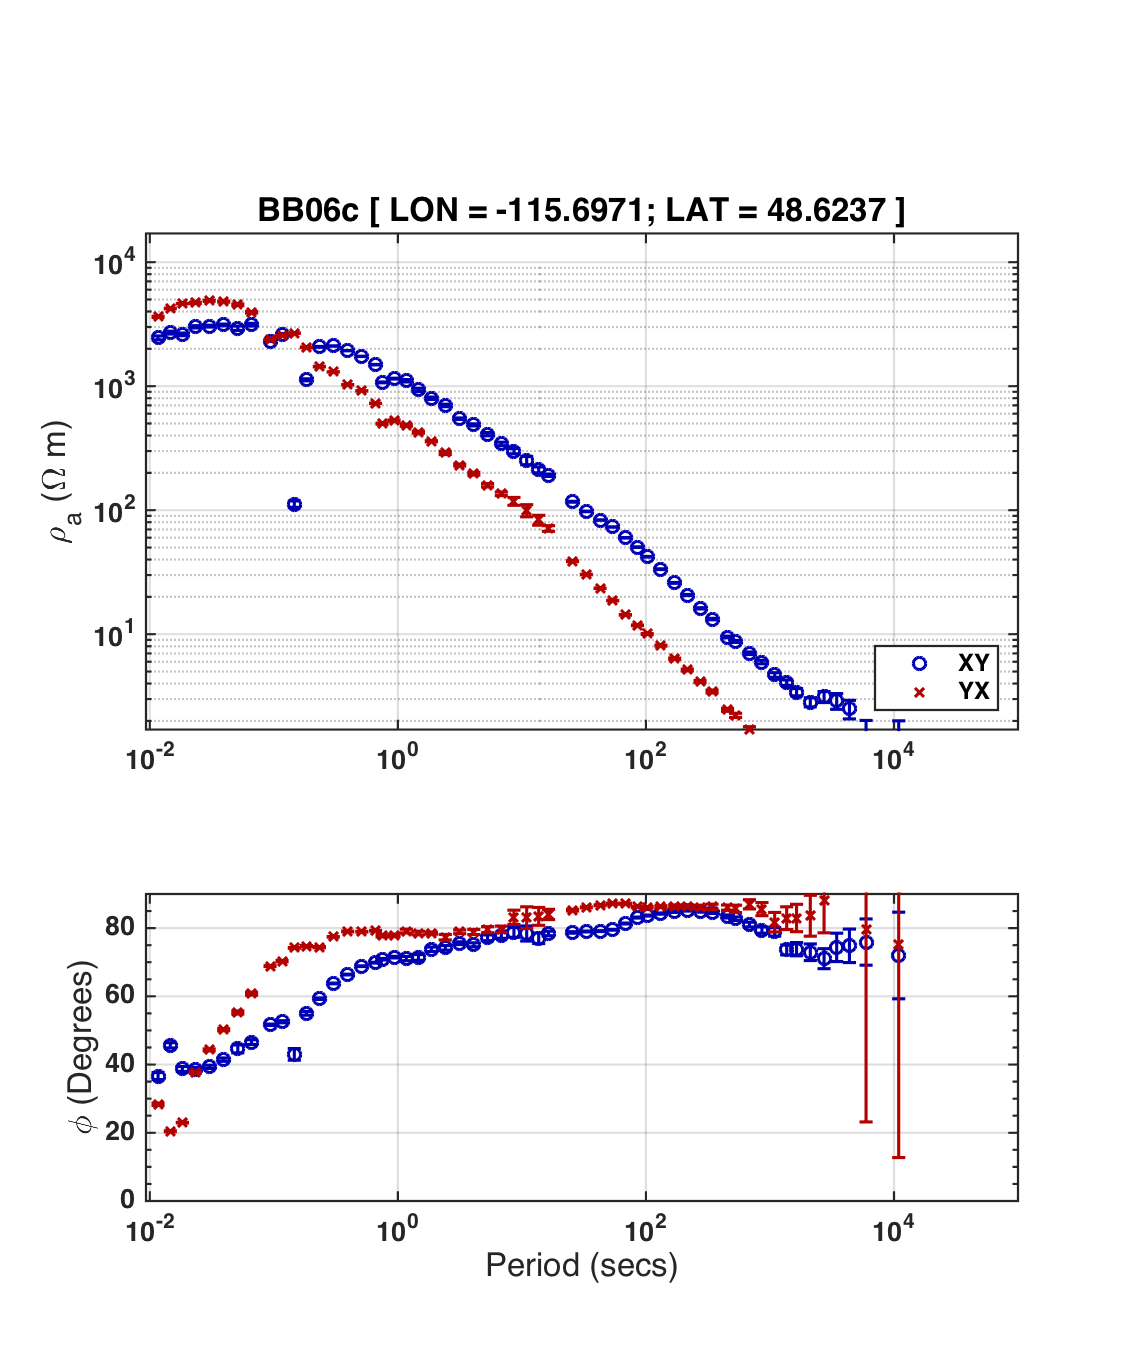 BB06c [ LON = -115.6971; LAT = 48.6237 ]
10^4
10^3
10^2
10^1
ρ_a (Ω m)
XY
YX
10^-2 10^0 10^2 10^4
80
60
40
20
0
ϕ (Degrees)
10^-2 10^0 10^2 10^4
Period (secs)